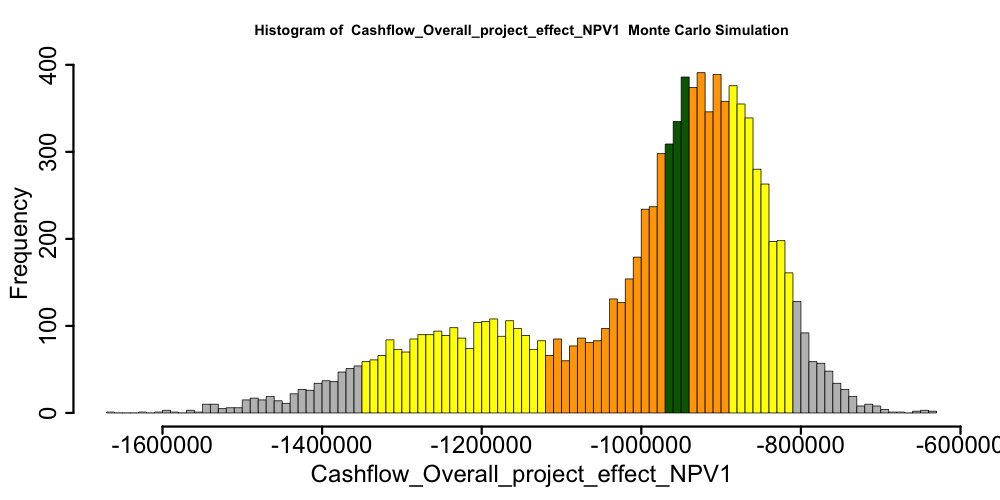 Histogram of Cashflow_Overall_project_effect_NPV1 Monte Carlo Simulation
400
300
200
100
0
Frequency
-1600000 -1400000 -1200000 -1000000 -800000 -600000
Cashflow_Overall_project_effect_NPV1